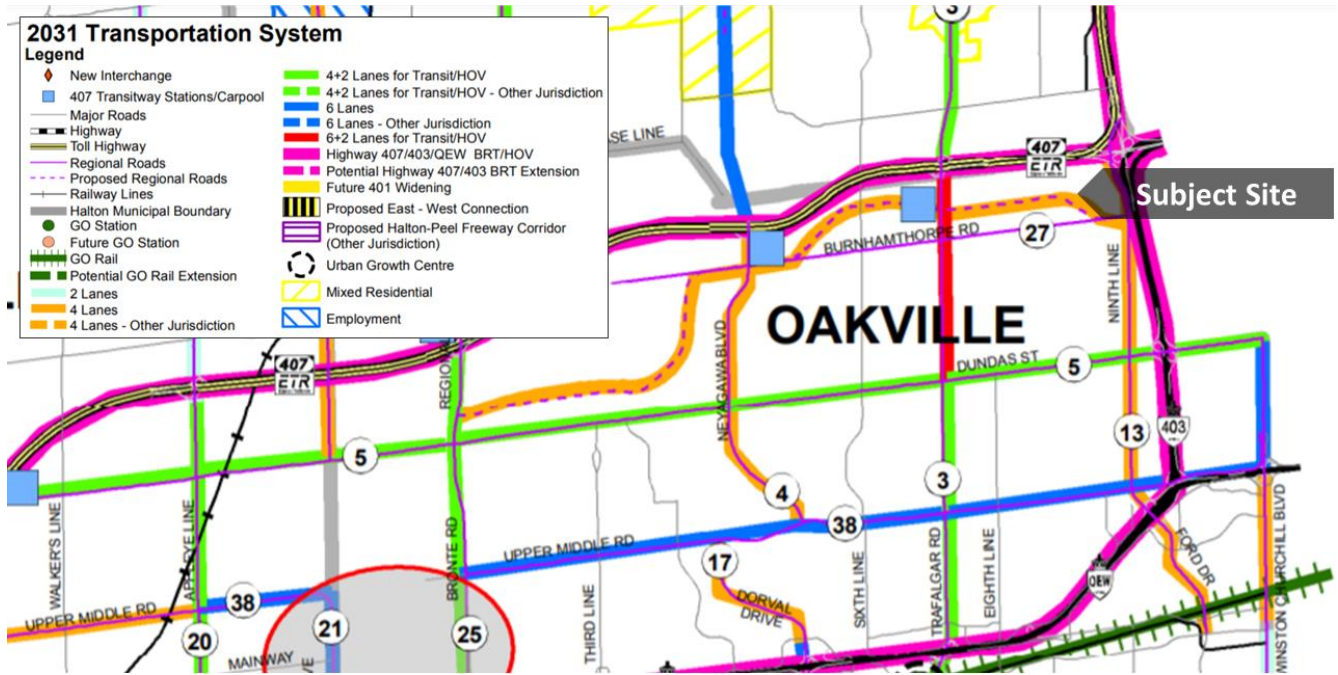 2031 Transportation System
Legend
New Interchange
407 Transitway Stations/Carpool
Major Roads
Highway
Toll Highway
Regional Roads
Proposed Regional Roads
Railway Lines
Halton Municipal Boundary
GO Station
Future GO Station
GO Rail
Potential GO Rail Extension
2 Lanes
4 Lanes
4 Lanes - Other Jurisdiction
4+2 Lanes for Transit/HOV
4+2 Lanes for Transit/HOV - Other Jurisdiction
6 Lanes
6 Lanes - Other Jurisdiction
6+2 Lanes for Transit/HOV
Highway 407/403/QEW BRT/HOV
Potential Highway 407/403 BRT Extension
Future 401 Widening
Proposed East - West Connection
Proposed Halton-Peel Freeway Corridor
(Other Jurisdiction)
Urban Growth Centre
Mixed Residential
Employment
3
SE LINE
407
ETR
Subject Site
BURNHAMTHORPE RD
27
NINTH LINE
OAKVILLE
NEYAGAWA BLVD
DUNDAS ST
5
407
ETR
REGIONAL
5
13
403
4
3
38
WALKER'S LINE
APPLEYE LINE
BRONTE RD
UPPER MIDDLE RD
17
DORVAL
DRIVE
THIRD LINE
SIXTH LINE
TRAFALGAR RD
EIGHTH LINE
FORD DR
QEW
WINSTON CHURCHILL BLVD
UPPER MIDDLE RD
38
20
21
25
MAINWAY
VE